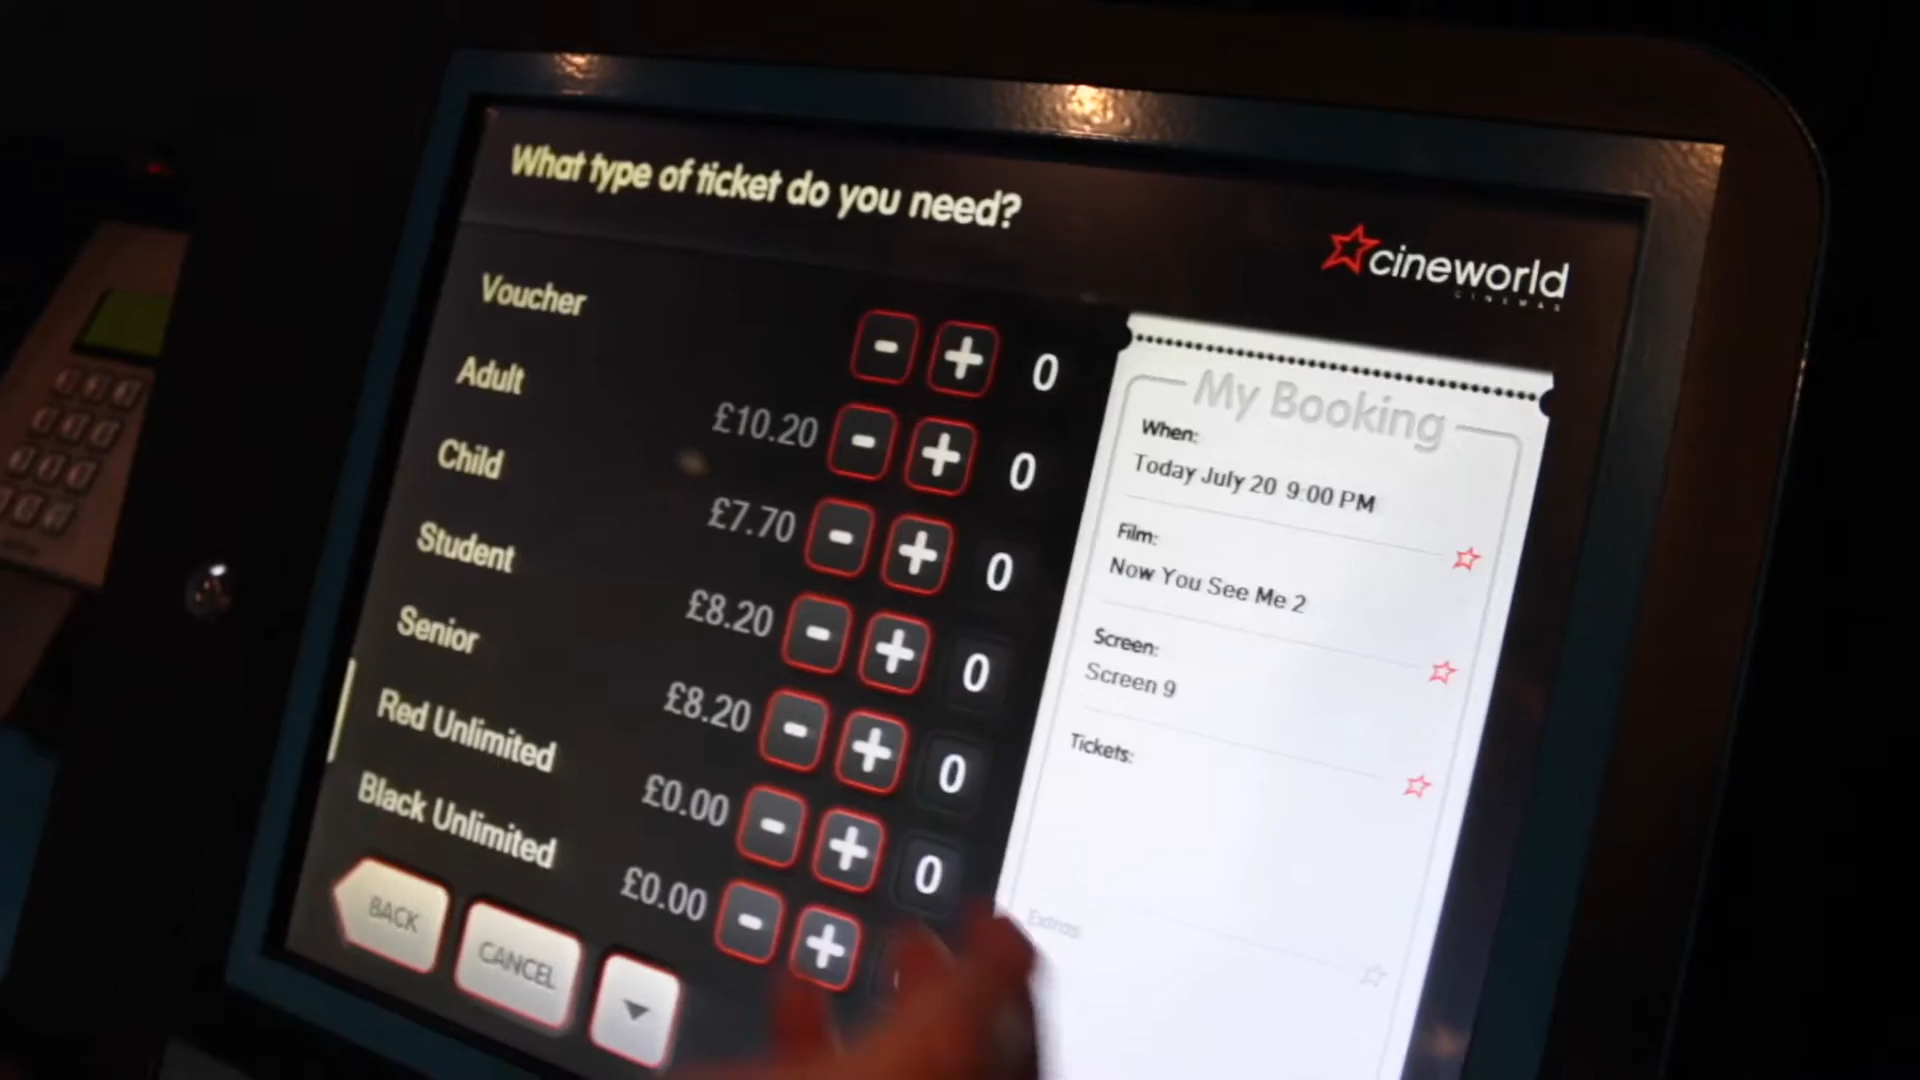 What type of ticket do you need?
cineworld
CINEMAS
Voucher
- + 0
Adult
£10.20 - + 0
Child
£7.70 - + 0
Student
£8.20 - + 0
Senior
£8.20 - + 0
Red Unlimited
£0.00 - + 0
Black Unlimited
£0.00 - +
BACK
CANCEL
My Booking
When:
Today July 20 9:00 PM
Film:
Now You See Me 2
Screen:
Screen 9
Tickets:
Extras